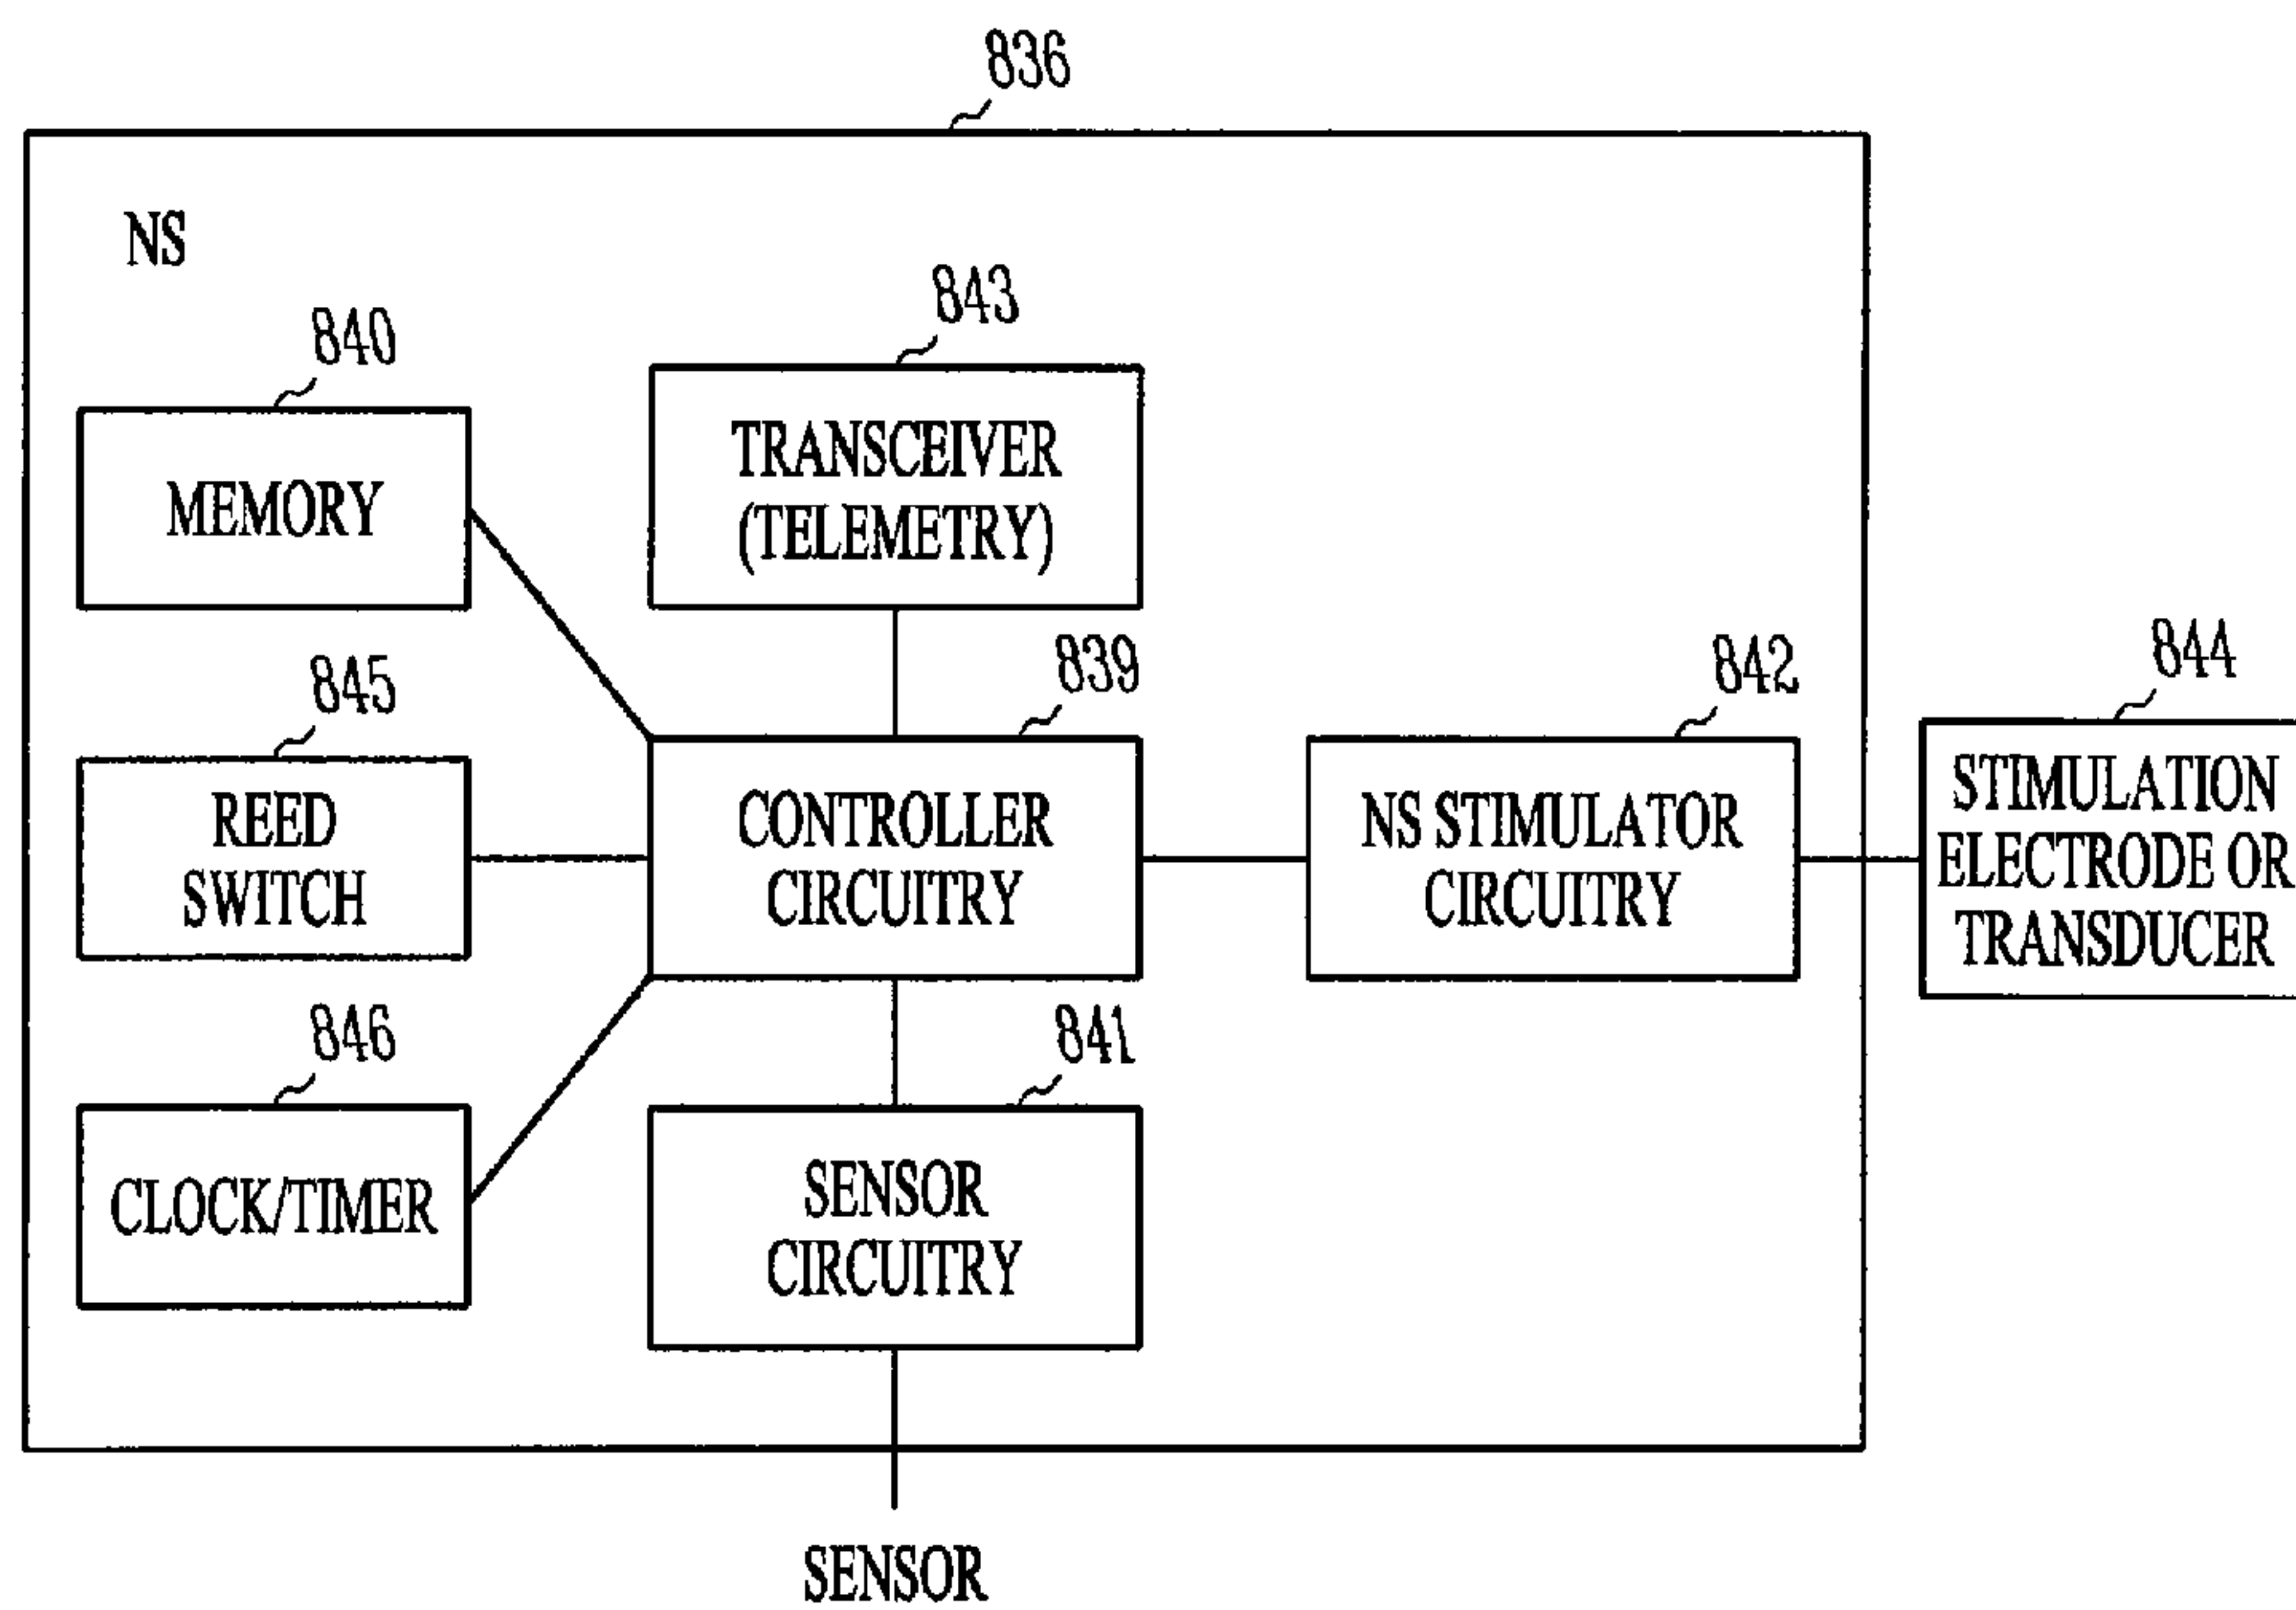 836
NS
843
840
TRANSCEIVER
(TELEMETRY)
MEMORY
845
839
842
844
REED
SWITCH
CONTROLLER
CIRCUITRY
NS STIMULATOR
CIRCUITRY
STIMULATION
ELECTRODE OR
TRANSDUCER
846
841
CLOCK/TIMER
SENSOR
CIRCUITRY
SENSOR